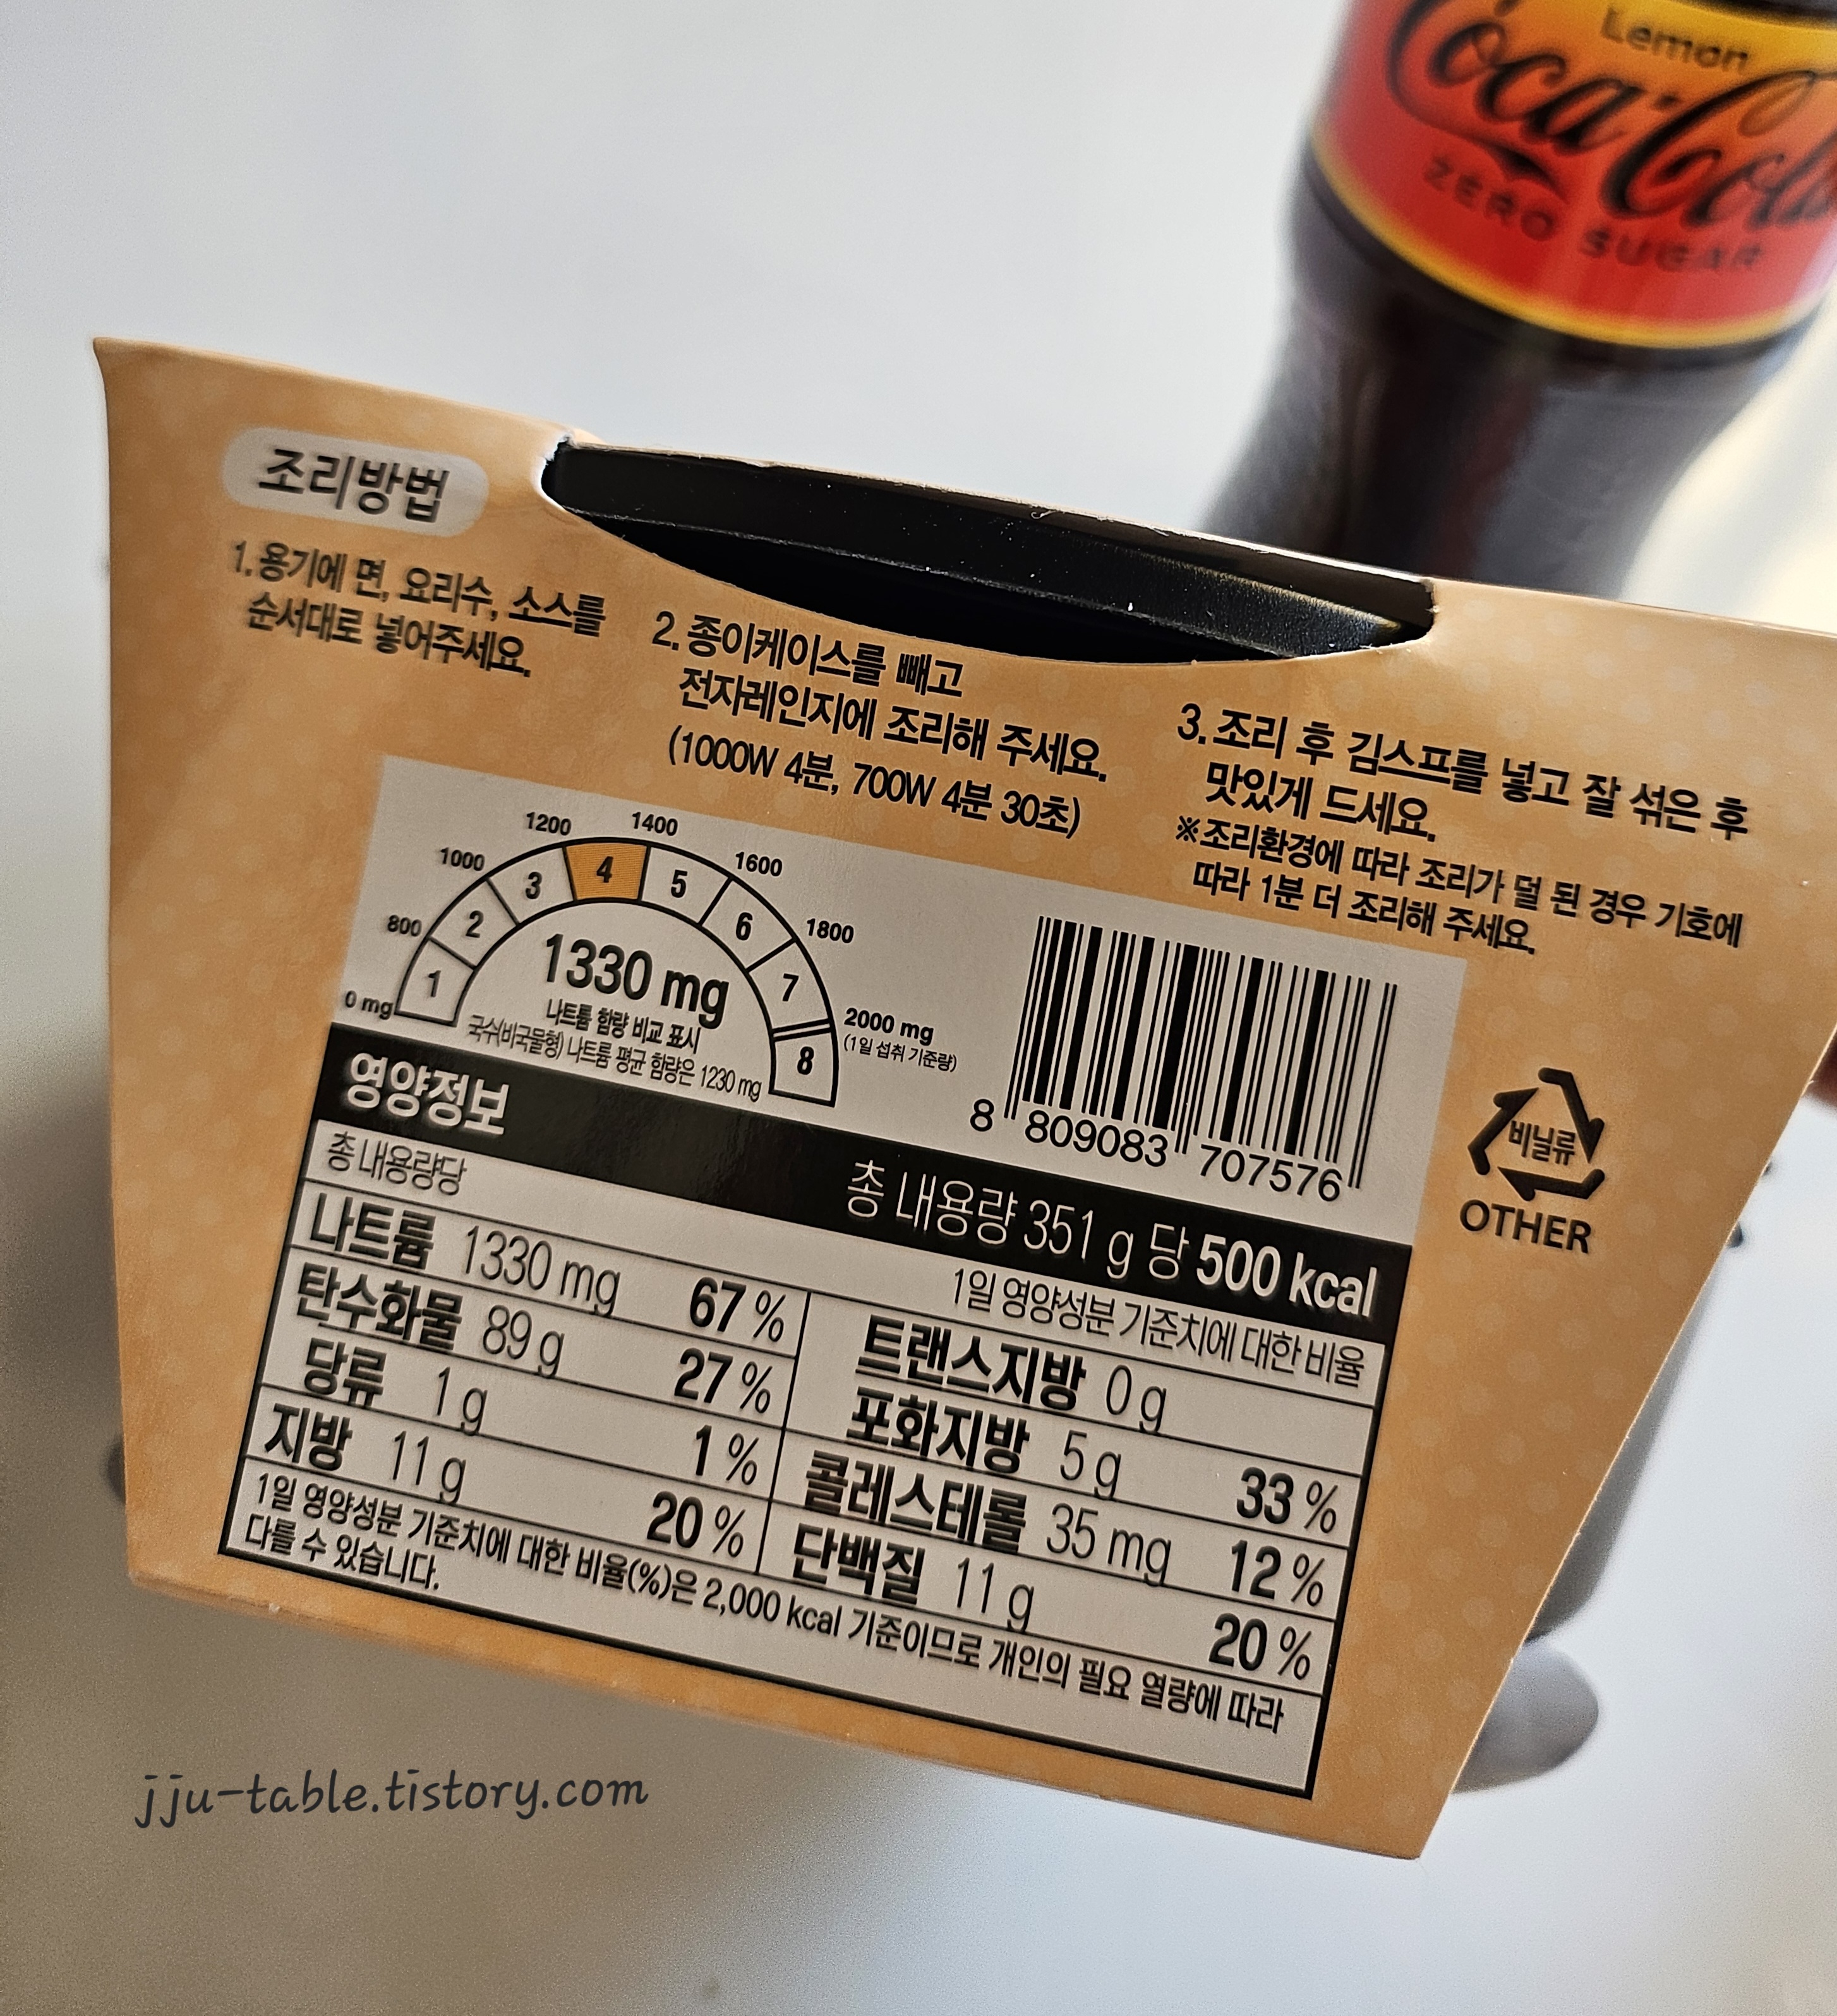 Lemon
Coca-Cola
ZERO SUGAR
조리방법
1. 용기에 면, 요리수, 소스를
순서대로 넣어주세요.
2. 종이케이스를 빼고
전자레인지에 조리해 주세요.
(1000W 4분, 700W 4분 30초)
3. 조리 후 김스프를 넣고 잘 섞은 후
맛있게 드세요.
※조리환경에 따라 조리가 덜 된 경우 기호에
따라 1분 더 조리해 주세요.
0 mg 800 1000 1200 1400 1600 1800 2000 mg
(1일 섭취 기준량)
1 2 3 4 5 6 7 8
1330 mg
나트륨 함량 비교 표시
국수(비국물형) 나트륨 평균 함량은 1230 mg
8 809083 707576
비닐류
OTHER
영양정보
총 내용량 351 g 당 500 kcal
총 내용량당
1일 영양성분 기준치에 대한 비율
나트륨 1330 mg 67 %
탄수화물 89 g 27 %
당류 1 g 1 %
지방 11 g 20 %
트랜스지방 0 g
포화지방 5 g 33 %
콜레스테롤 35 mg 12 %
단백질 11 g 20 %
1일 영양성분 기준치에 대한 비율(%)은 2,000 kcal 기준이므로 개인의 필요 열량에 따라
다를 수 있습니다.
jju-table.tistory.com